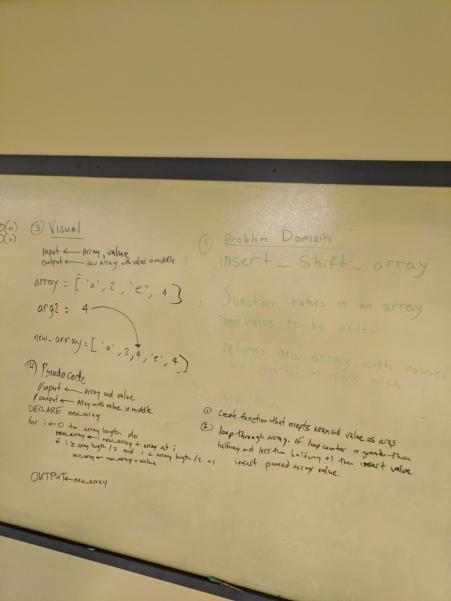 O(n)
O(n)
③ VISUAL
Input ← Array, value
Output ← new array with value in middle
array = ['a', 2, 'c', 4]
arg2 : 4
new_array = ['a', 2, 4, 'c', 4]
④ Psudo Code
input ← array and value
output ← Array with value in middle
DECLARE new_array
for i ← 0 to array length do
new_array ← new_array + array at i
if i ≥ array length /2 and i < array length /2 + 1
new_array ← new_array + value
OUTPUT ← new_array
① Problem Domain
insert_shift_array
function takes in an array
and value to be added
returns new array with passed
① Create function that accepts array and value as args
② loop through array. if loop counter is greater than
halfway and less than halfway +1 then insert value
insert passed array value.